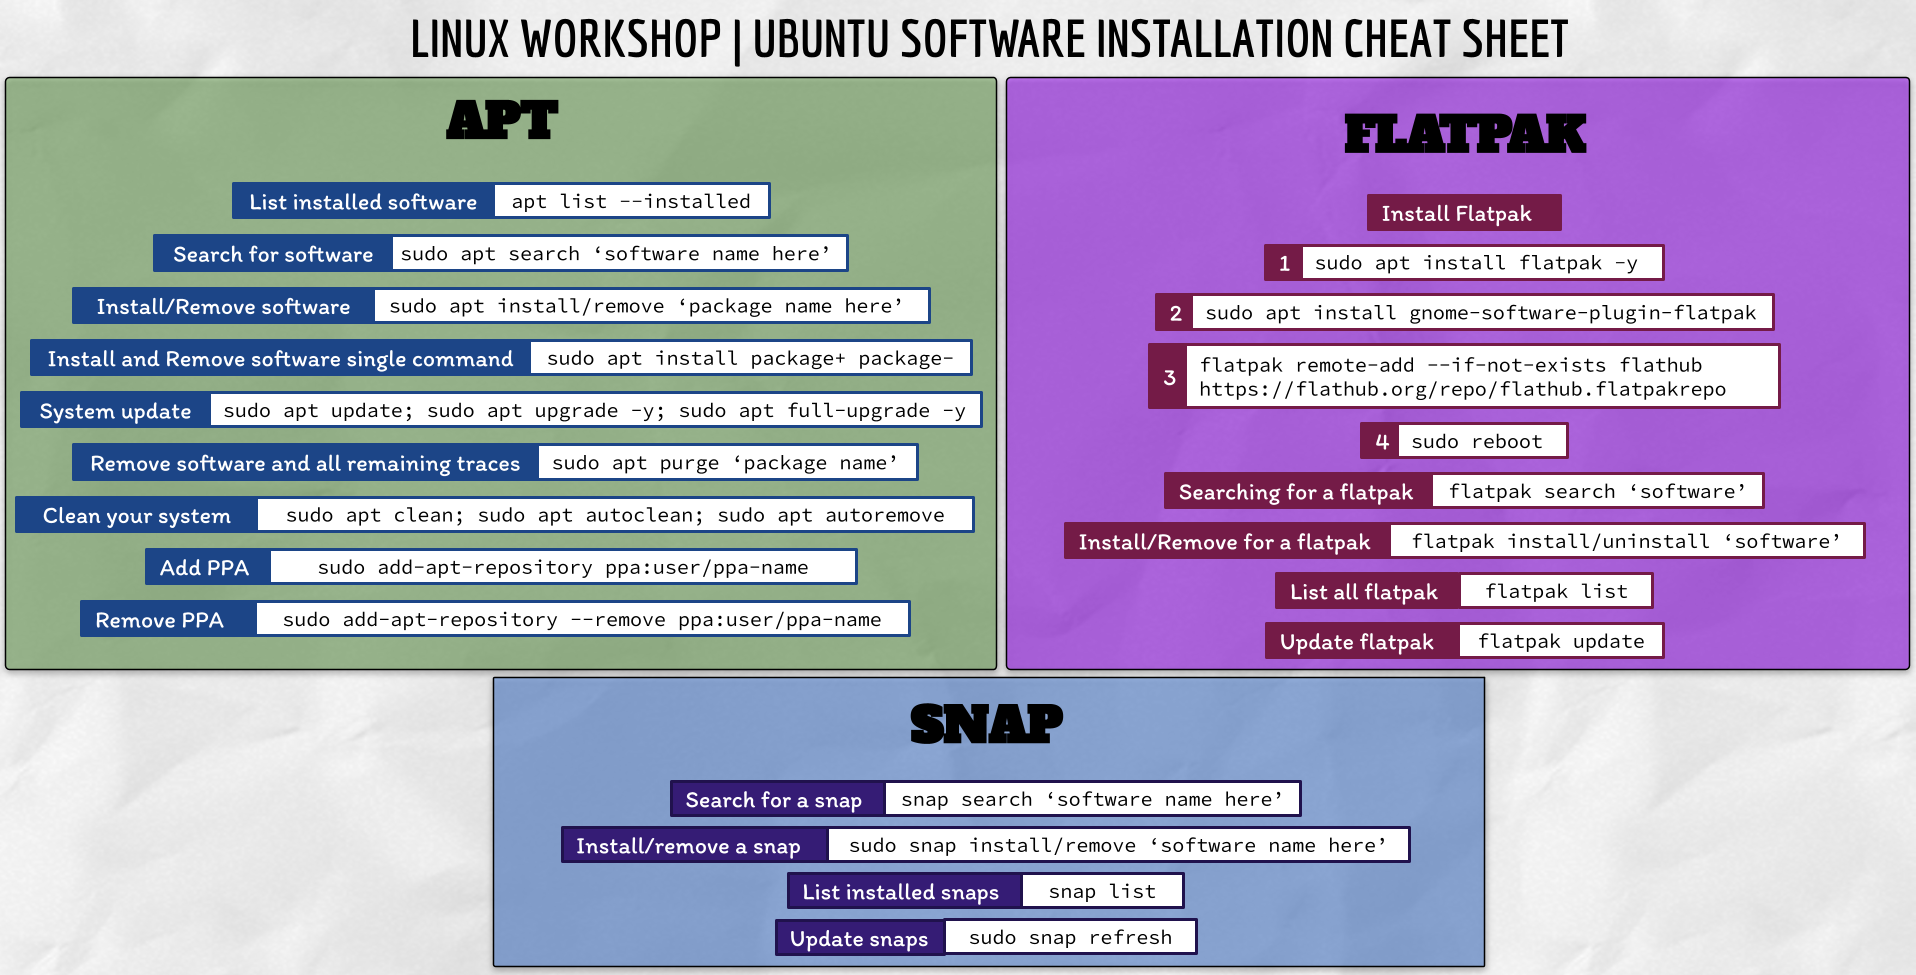 LINUX WORKSHOP | UBUNTU SOFTWARE INSTALLATION CHEAT SHEET
APT
List installed software apt list --installed
Search for software sudo apt search ‘software name here’
Install/Remove software sudo apt install/remove ‘package name here’
Install and Remove software single command sudo apt install package+ package-
System update sudo apt update; sudo apt upgrade -y; sudo apt full-upgrade -y
Remove software and all remaining traces sudo apt purge ‘package name’
Clean your system sudo apt clean; sudo apt autoclean; sudo apt autoremove
Add PPA sudo add-apt-repository ppa:user/ppa-name
Remove PPA sudo add-apt-repository --remove ppa:user/ppa-name
FLATPAK
Install Flatpak
1 sudo apt install flatpak -y
2 sudo apt install gnome-software-plugin-flatpak
3 flatpak remote-add --if-not-exists flathub
https://flathub.org/repo/flathub.flatpakrepo
4 sudo reboot
Searching for a flatpak flatpak search ‘software’
Install/Remove for a flatpak flatpak install/uninstall ‘software’
List all flatpak flatpak list
Update flatpak flatpak update
SNAP
Search for a snap snap search ‘software name here’
Install/remove a snap sudo snap install/remove ‘software name here’
List installed snaps snap list
Update snaps sudo snap refresh